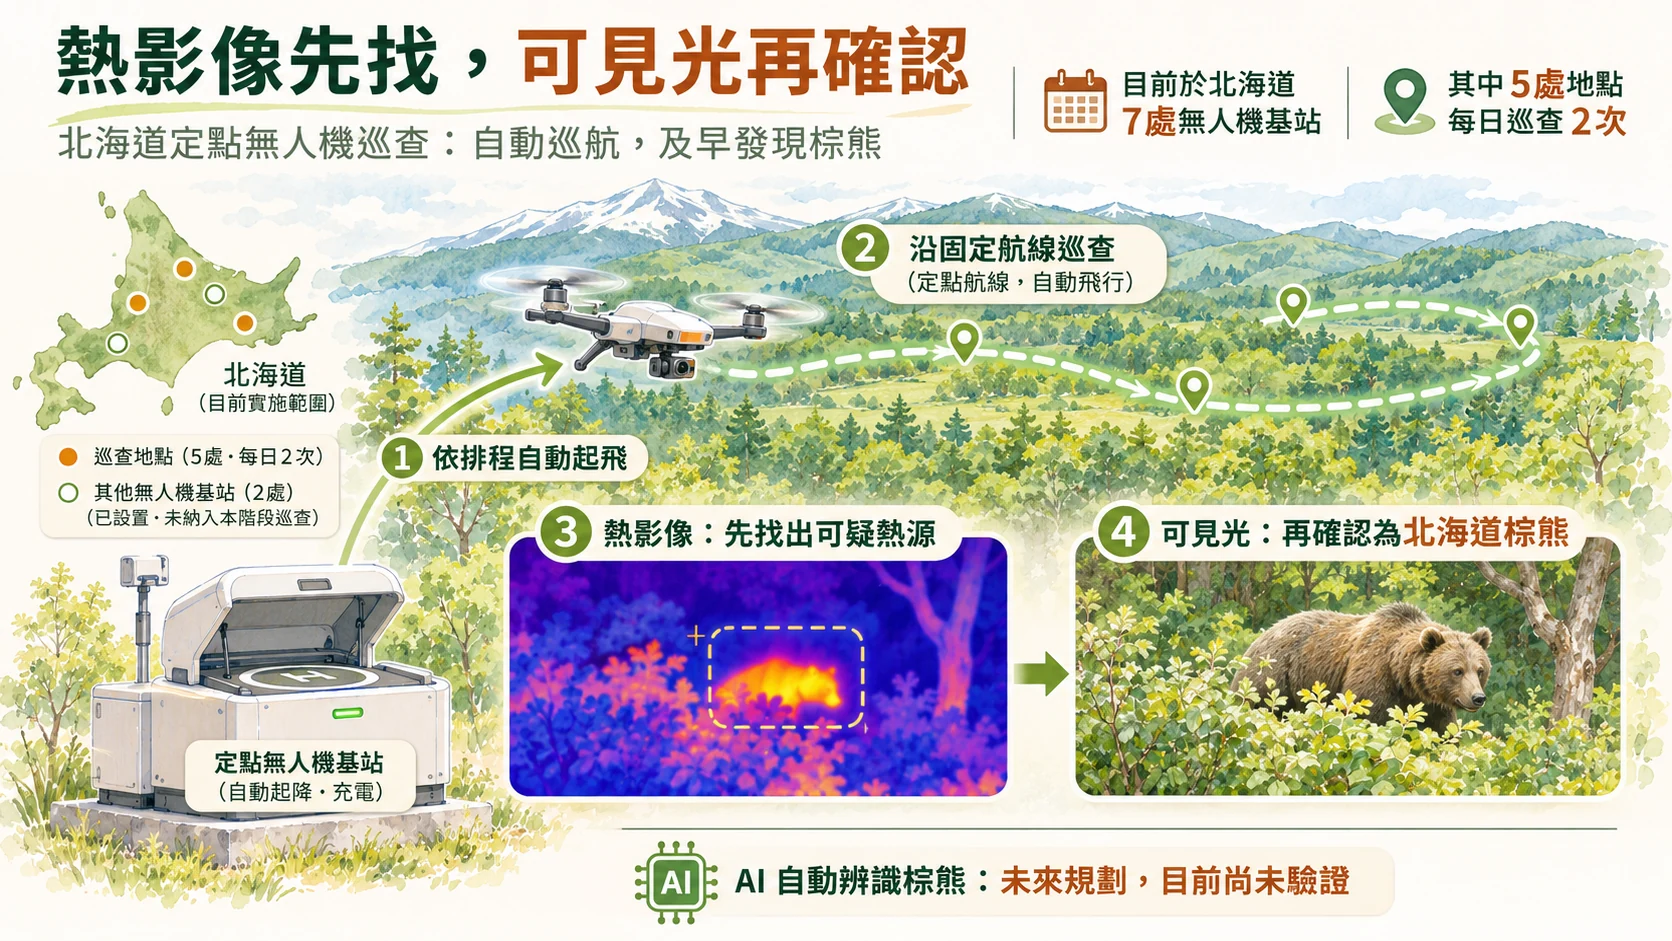 熱影像先找，可見光再確認
北海道定點無人機巡查：自動巡航，及早發現棕熊
目前於北海道
7處無人機基站
其中5處地點
每日巡查2次
北海道
（目前實施範圍）
巡查地點（5處·每日2次）
其他無人機基站（2處）
（已設置·未納入本階段巡查）
1 依排程自動起飛
2 沿固定航線巡查
（定點航線，自動飛行）
3 熱影像：先找出可疑熱源
4 可見光：再確認為北海道棕熊
H
定點無人機基站
（自動起降·充電）
AI AI 自動辨識棕熊：未來規劃，目前尚未驗證